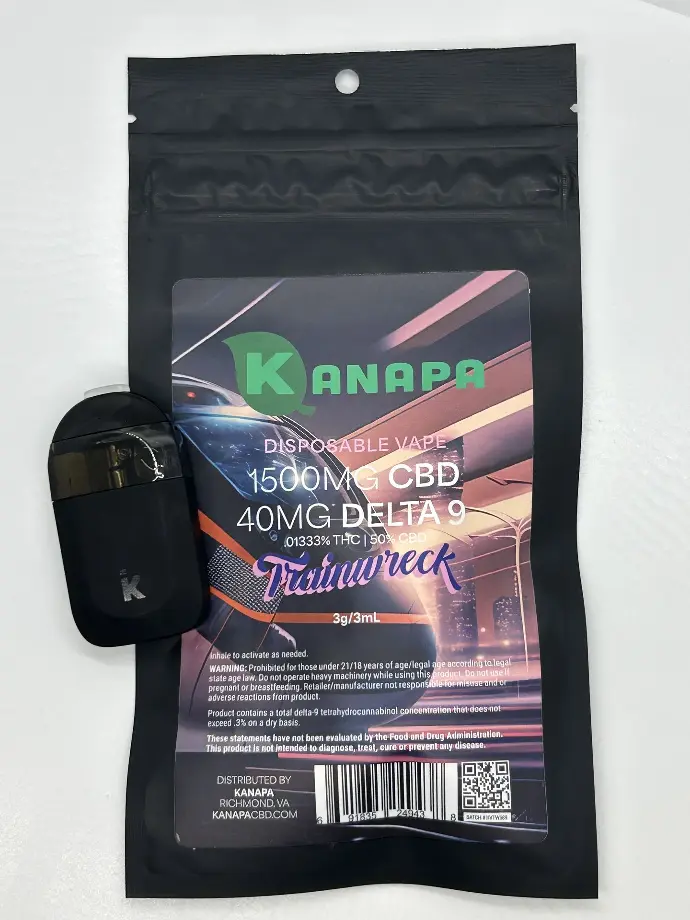 KANAPA
DISPOSABLE VAPE
1500MG CBD
40MG DELTA 9
.01333% THC | 50% CBD
Trainwreck
3g/3mL
Inhale to activate as needed.
WARNING: Prohibited for those under 21/18 years of age/legal age according to legal
state age law. Do not operate heavy machinery while using this product. Do not use if
pregnant or breastfeeding. Retailer/manufacturer not responsible for misuse and or
adverse reactions from product.
Product contains a total delta-9 tetrahydrocannabinol concentration that does not
exceed .3% on a dry basis.
These statements have not been evaluated by the Food and Drug Administration.
This product is not intended to diagnose, treat, cure or prevent any disease.
DISTRIBUTED BY
KANAPA
RICHMOND, VA
KANAPACBD.COM
6 91835 24943 8
K